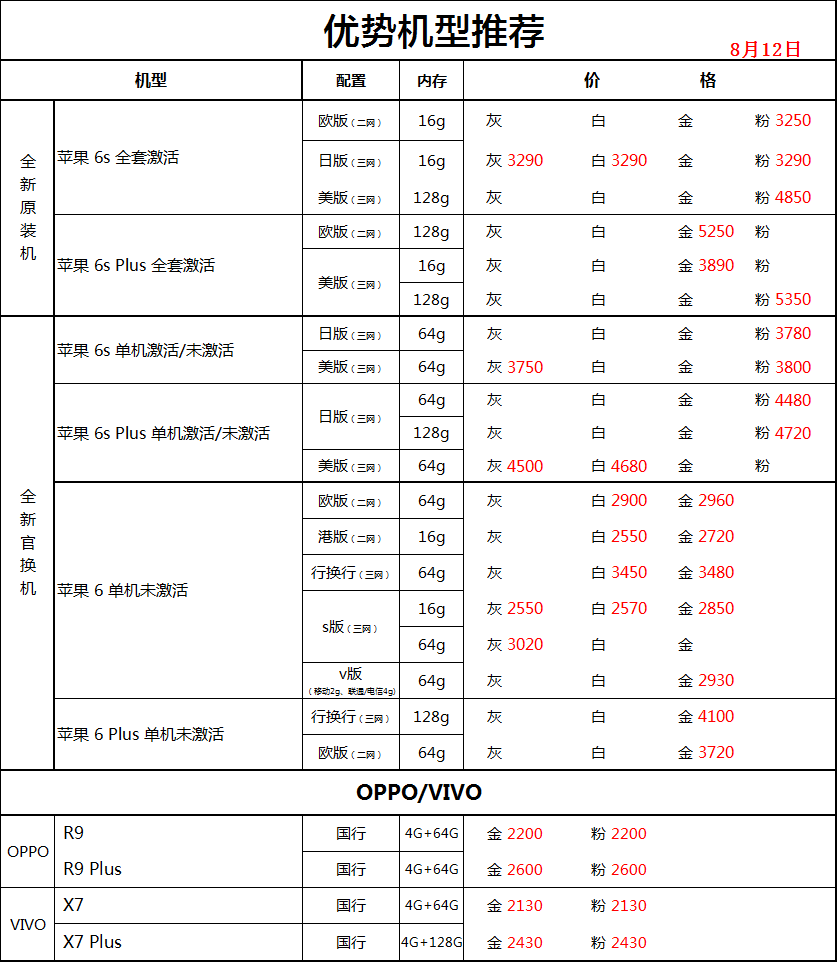 优势机型推荐
8月12日
机型 配置 内存 价 格
全新原装机
苹果 6s 全套激活
欧版（二网） 16g 灰 白 金 粉 3250
日版（三网） 16g 灰 3290 白 3290 金 粉 3290
美版（三网） 128g 灰 白 金 粉 4850
苹果 6s Plus 全套激活
欧版（二网） 128g 灰 白 金 5250 粉
美版（三网） 16g 灰 白 金 3890 粉
128g 灰 白 金 粉 5350
全新官换机
苹果 6s 单机激活/未激活
日版（三网） 64g 灰 白 金 粉 3780
美版（三网） 64g 灰 3750 白 金 粉 3800
苹果 6s Plus 单机激活/未激活
日版（三网） 64g 灰 白 金 粉 4480
128g 灰 白 金 粉 4720
美版（三网） 64g 灰 4500 白 4680 金 粉
苹果 6 单机未激活
欧版（二网） 64g 灰 白 2900 金 2960
港版（二网） 16g 灰 白 2550 金 2720
行换行（三网） 64g 灰 白 3450 金 3480
s版（三网） 16g 灰 2550 白 2570 金 2850
64g 灰 3020 白 金
v版
（移动2g、联通/电信4g） 64g 灰 白 金 2930
苹果 6 Plus 单机未激活
行换行（三网） 128g 灰 白 金 4100
欧版（二网） 64g 灰 白 金 3720
OPPO/VIVO
OPPO
R9 国行 4G+64G 金 2200 粉 2200
R9 Plus 国行 4G+64G 金 2600 粉 2600
VIVO
X7 国行 4G+64G 金 2130 粉 2130
X7 Plus 国行 4G+128G 金 2430 粉 2430